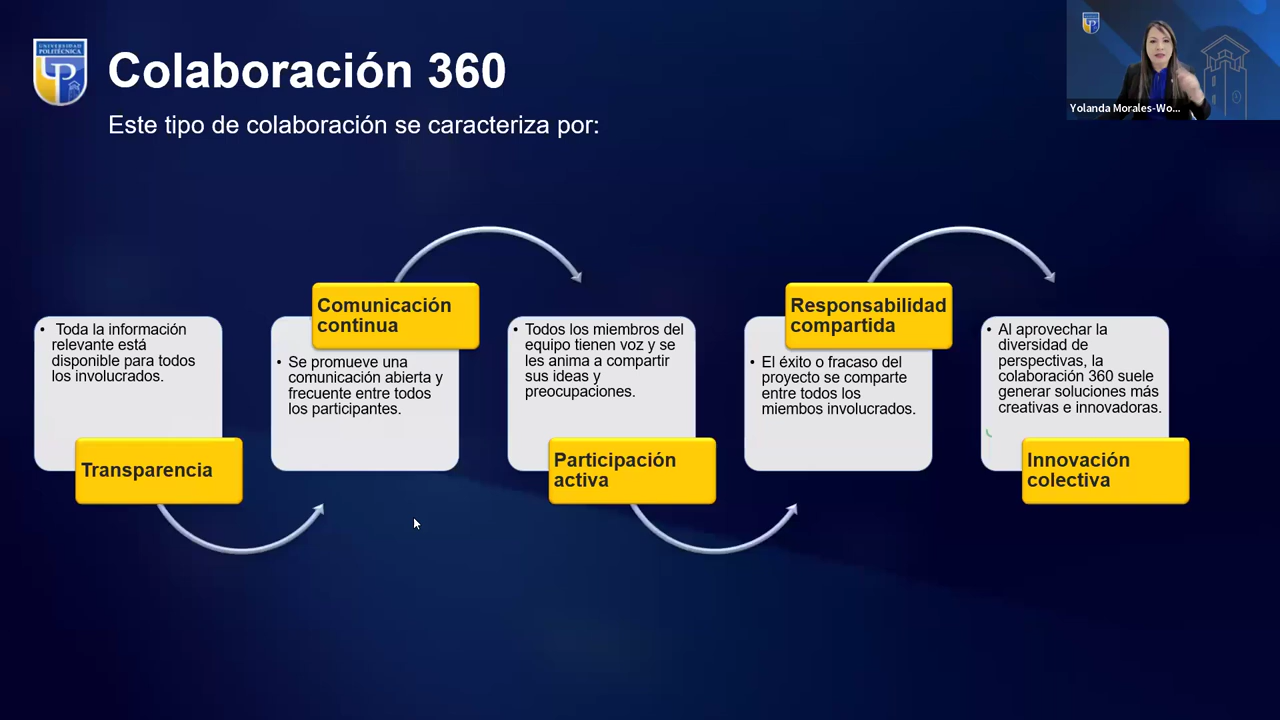 UNIVERSIDAD
POLITÉCNICA
Colaboración 360
Este tipo de colaboración se caracteriza por:
Yolanda Morales-Wo...
• Toda la información
relevante está
disponible para todos
los involucrados.
Transparencia
Comunicación
continua
• Se promueve una
comunicación abierta y
frecuente entre todos
los participantes.
• Todos los miembros del
equipo tienen voz y se
les anima a compartir
sus ideas y
preocupaciones.
Participación
activa
Responsabilidad
compartida
• El éxito o fracaso del
proyecto se comparte
entre todos los
miembos involucrados.
• Al aprovechar la
diversidad de
perspectivas, la
colaboración 360 suele
generar soluciones más
creativas e innovadoras.
Innovación
colectiva